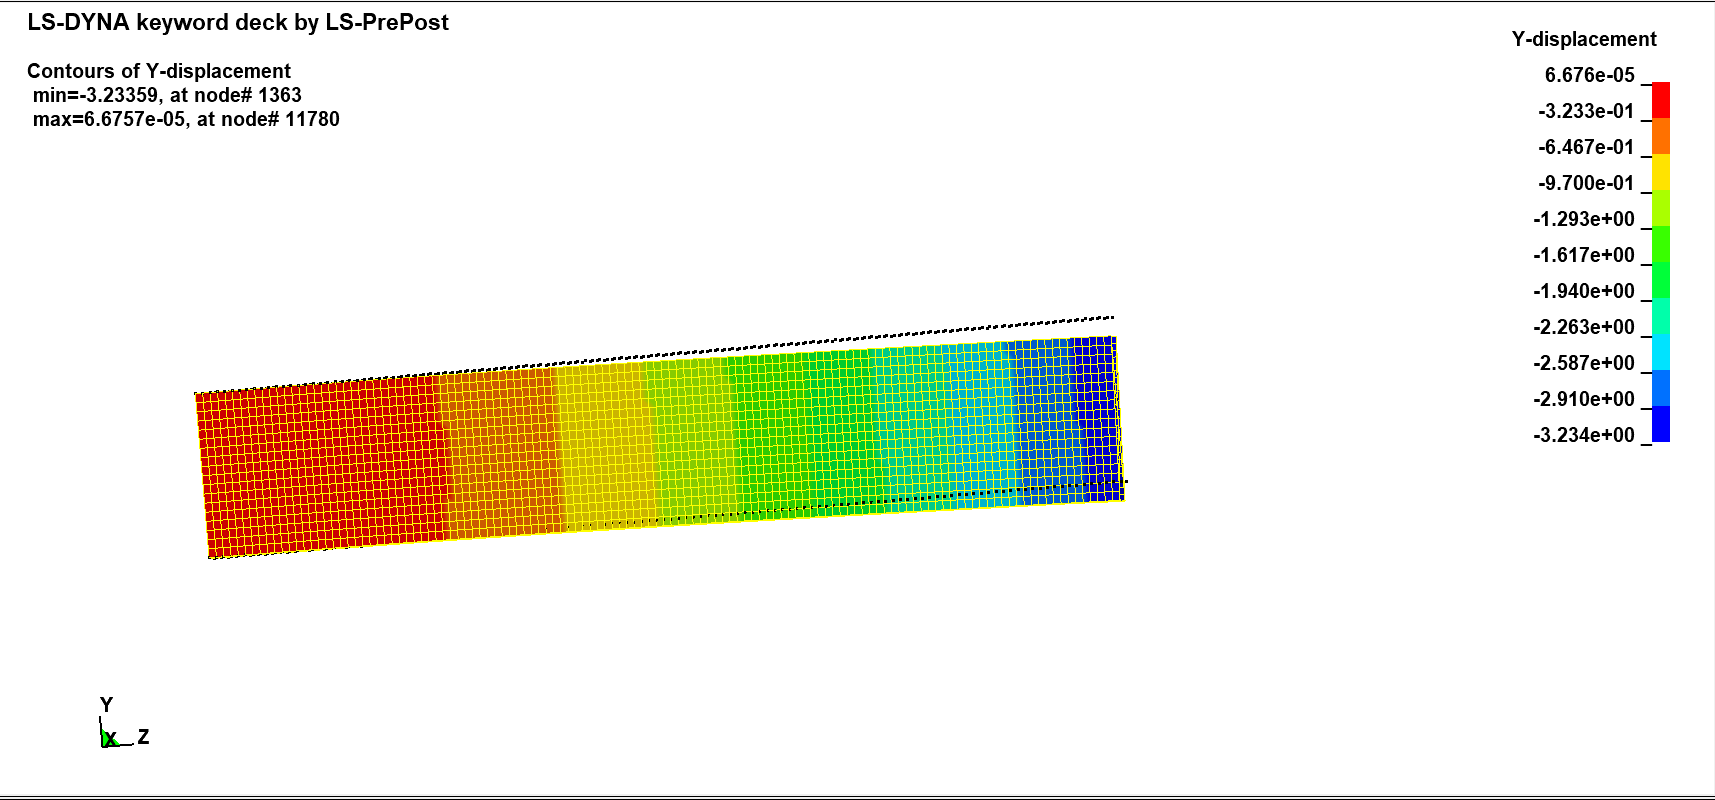 LS-DYNA keyword deck by LS-PrePost
Contours of Y-displacement
min=-3.23359, at node# 1363
max=6.6757e-05, at node# 11780
Y-displacement
6.676e-05
-3.233e-01
-6.467e-01
-9.700e-01
-1.293e+00
-1.617e+00
-1.940e+00
-2.263e+00
-2.587e+00
-2.910e+00
-3.234e+00
Y
X
Z